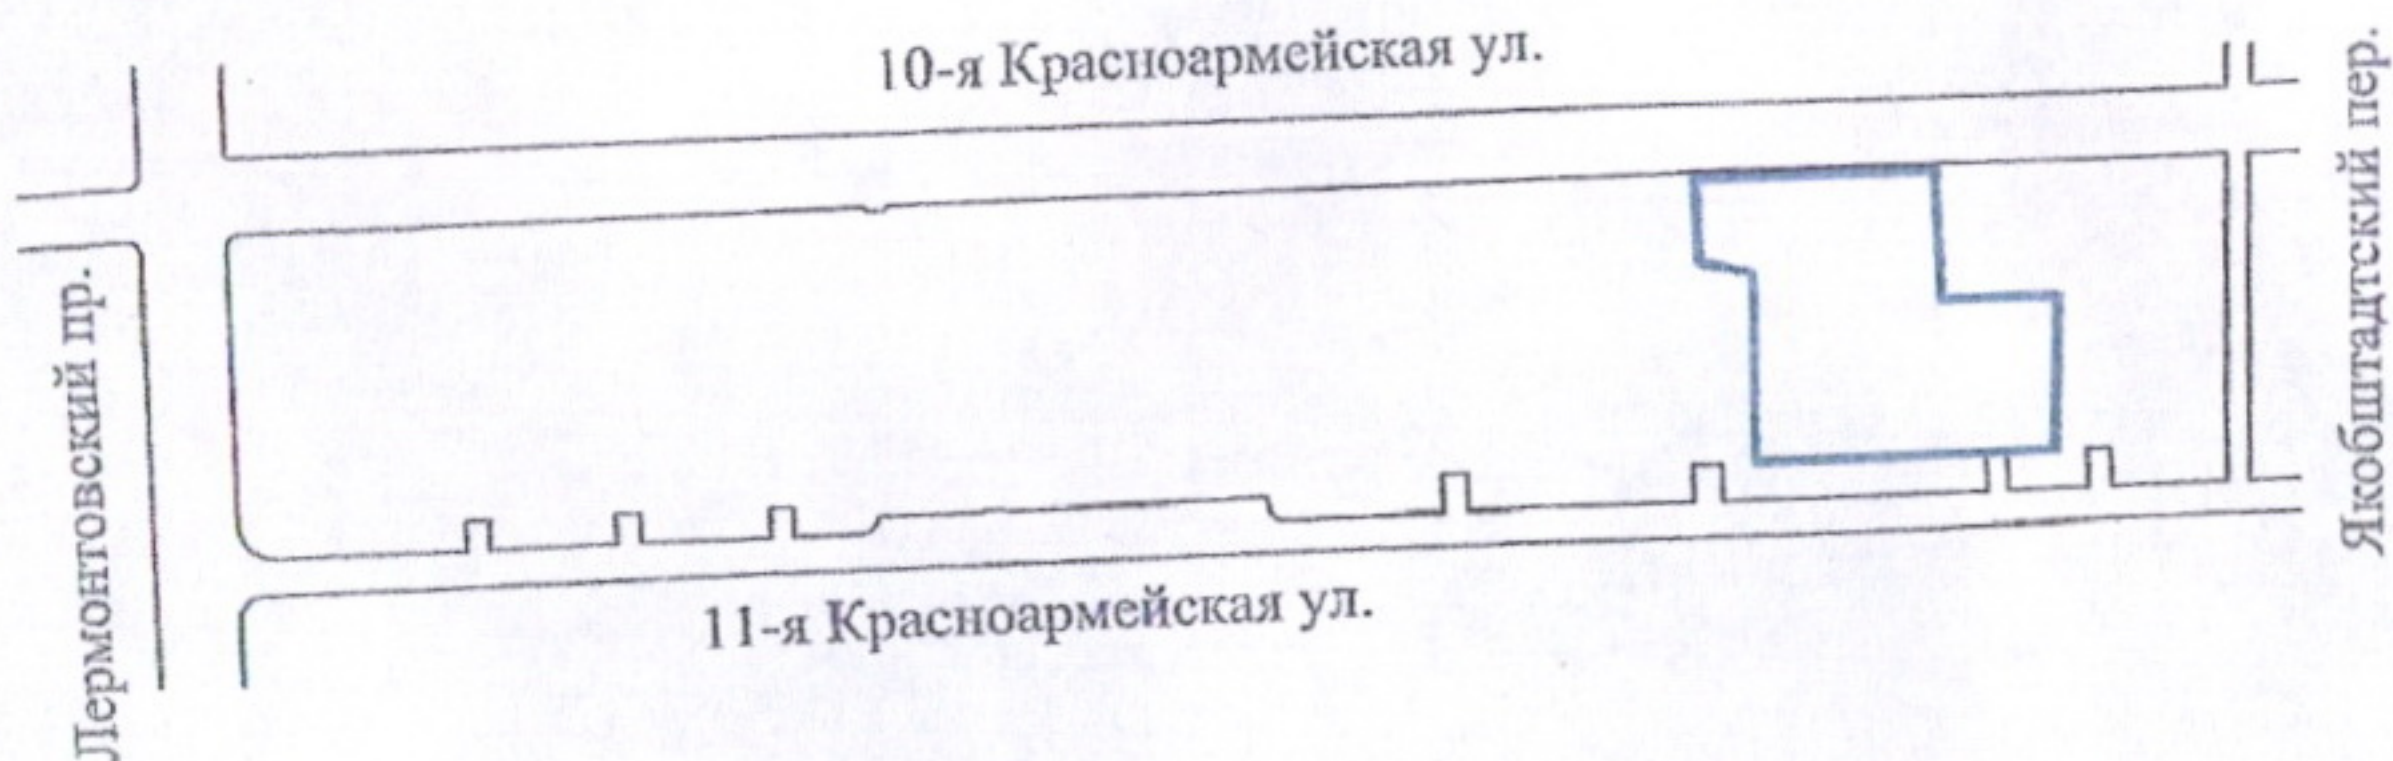 10-я Красноармейская ул.
Лермонтовский пр.
Якобштадтский пер.
11-я Красноармейская ул.